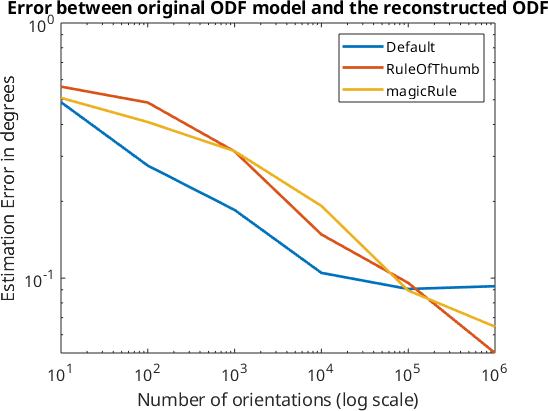 Error between original ODF model and the reconstructed ODF
10^0
Default
RuleOfThumb
magicRule
Estimation Error in degrees
10^-1
10^1 10^2 10^3 10^4 10^5 10^6
Number of orientations (log scale)